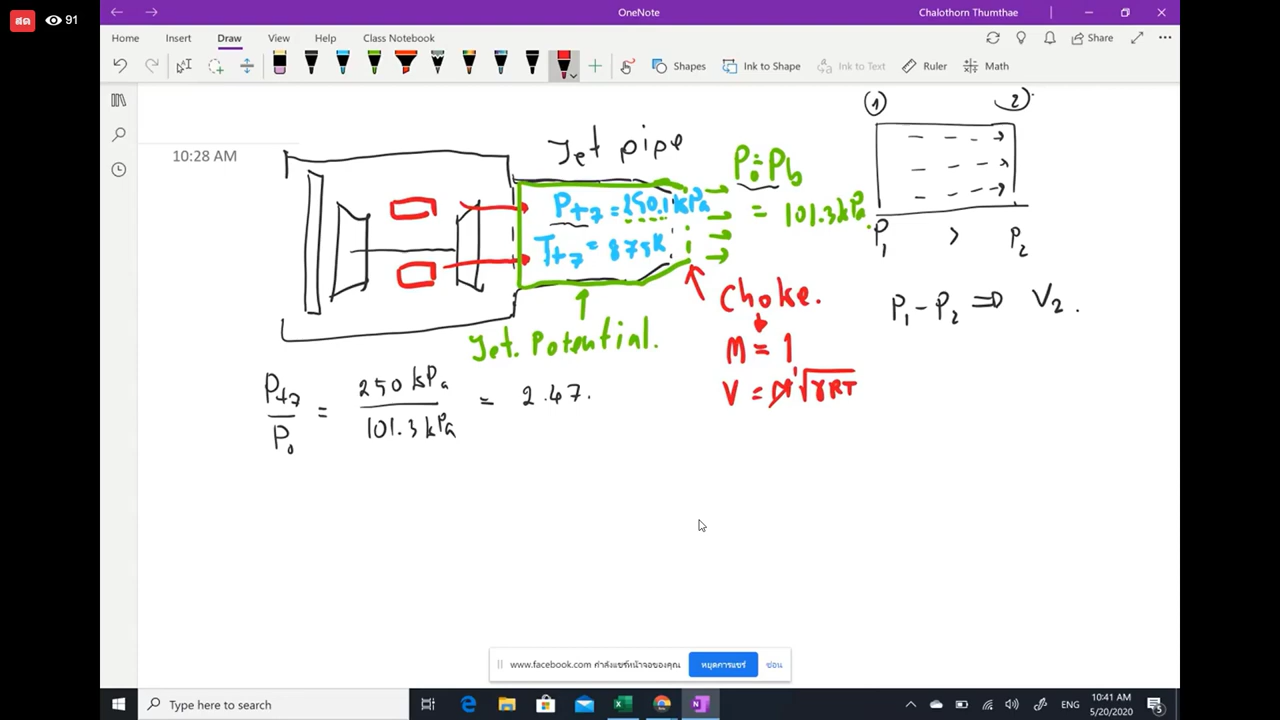 สด 91
OneNote
Chalothorn Thumthae
Home Insert Draw View Help Class Notebook
Share
Shapes Ink to Shape Ink to Text Ruler Math
10:28 AM
Jet pipe
Pt7 = 250.1 kPa
Tt7 = 875K
P0 = Pb
= 101.3 kPa.
1 2
P1 > P2
P1 - P2 ⇒ V2.
Choke.
M = 1
V = M √γRT
1
Jet. Potential.
Pt7 / P0 = 250 kPa / 101.3 kPa = 2.47.
www.facebook.com กำลังแชร์หน้าจอของคุณ หยุดการแชร์ ซ่อน
Type here to search
ENG
10:41 AM
5/20/2020
5